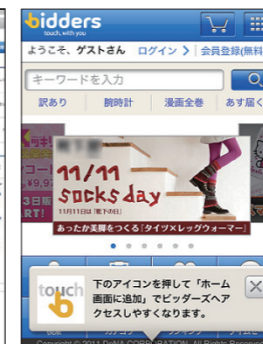 bidders
touch, with you
ようこそ、ゲストさん ログイン 会員登録(無料
キーワードを入力
訳あり 腕時計 漫画全巻 あす届く
11/11
socks day
11月11日は「靴下の日」
あったか美脚をつくる「タイツ×レッグウォーマー」
touch
b
下のアイコンを押して「ホーム
画面に追加」でビッダーズへア
クセスしやすくなります。
Copyright © 2011 DeNA CORPORATION. All Rights Reser